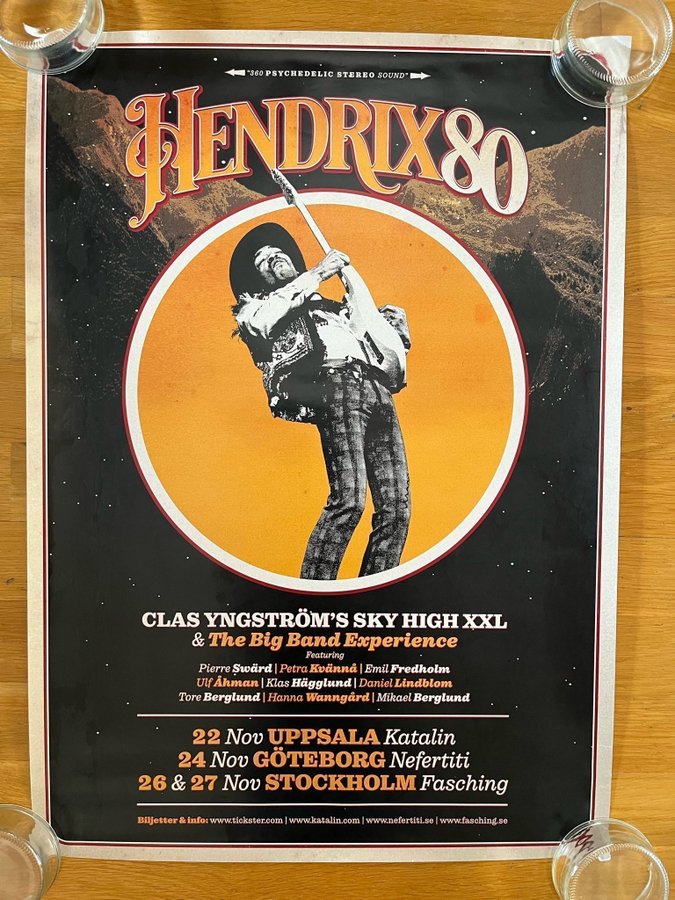 "360 PSYCHEDELIC STEREO SOUND"
HENDRIX80
CLAS YNGSTRÖM'S SKY HIGH XXL
& The Big Band Experience
Featuring
Pierre Swärd | Petra Kvännå | Emil Fredholm
Ulf Åhman | Klas Hägglund | Daniel Lindblom
Tore Berglund | Hanna Wanngård | Mikael Berglund
22 Nov UPPSALA Katalin
24 Nov GÖTEBORG Nefertiti
26 & 27 Nov STOCKHOLM Fasching
Biljetter & info: www.tickster.com | www.katalin.com | www.nefertiti.se | www.fasching.se